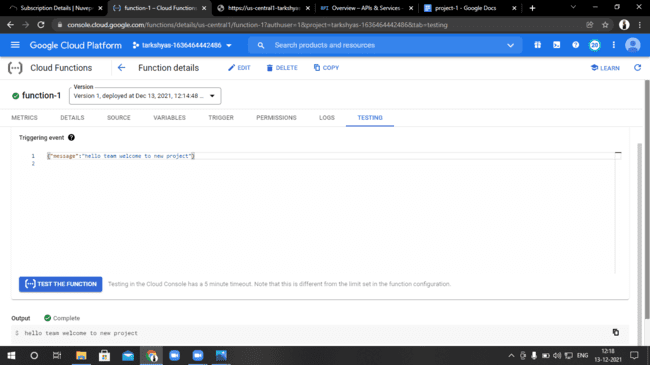 Subscription Details | Nuvep
function-1 – Cloud Functions
https://us-central1-tarkshyas
API Overview – APIs & Services –
project-1 - Google Docs
console.cloud.google.com/functions/details/us-central1/function-1?authuser=1&project=tarkshyas-1636464442486&tab=testing
Google Cloud Platform
tarkshyas-1636464442486
Search products and resources
20
Cloud Functions
Function details
EDIT
DELETE
COPY
LEARN
function-1
Version
Version 1, deployed at Dec 13, 2021, 12:14:48 ...
METRICS DETAILS SOURCE VARIABLES TRIGGER PERMISSIONS LOGS TESTING
Triggering event
1 {"message":"hello team welcome to new project"}
2
TEST THE FUNCTION
Testing in the Cloud Console has a 5 minute timeout. Note that this is different from the limit set in the function configuration.
Output Complete
hello team welcome to new project
ENG
12:18
13-12-2021